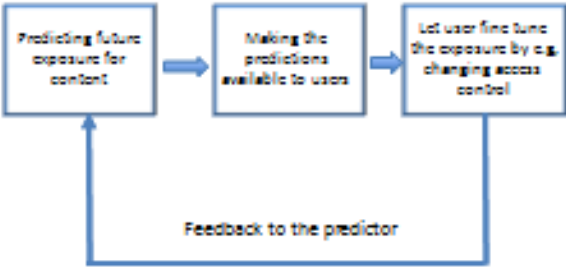 Predicting future
exposure for
content
Making the
predictions
available to users
Let user fine tune
the exposure by e.g,
changing access
control
Feedback to the predictor